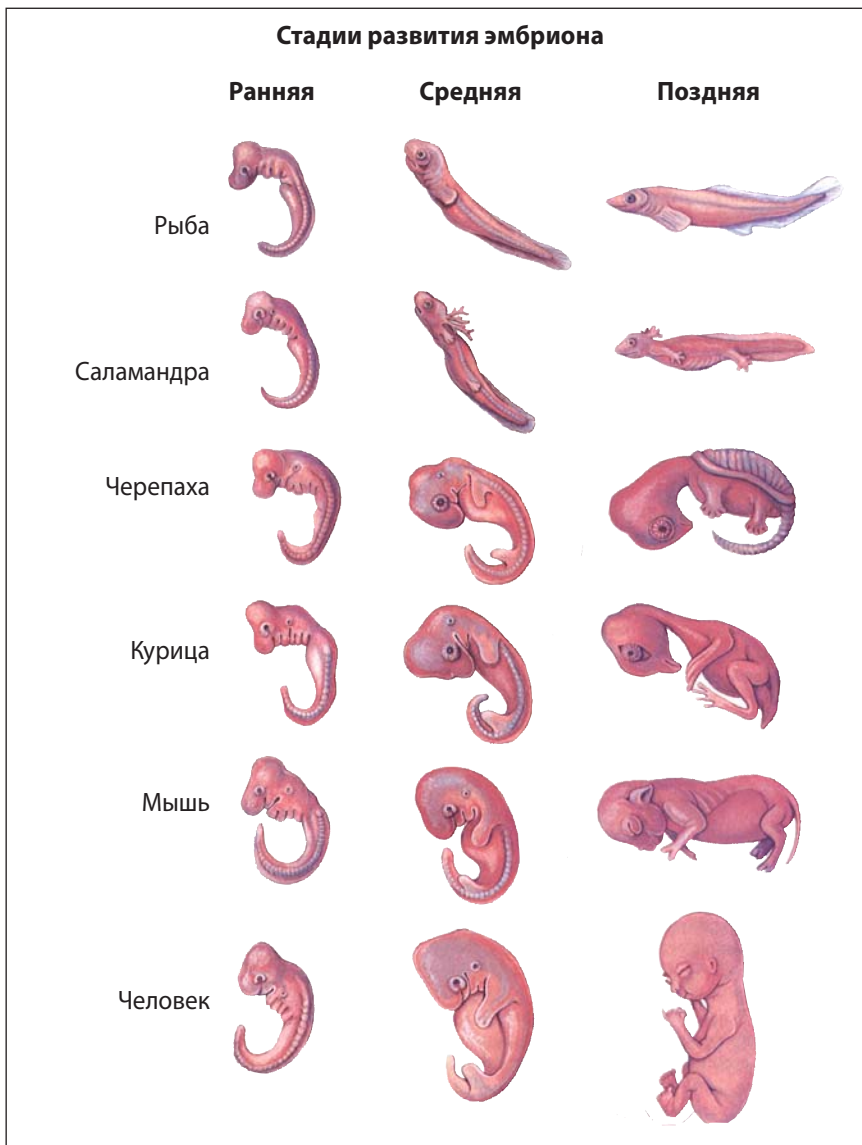 Стадии развития эмбриона
Ранняя Средняя Поздняя
Рыба
Саламандра
Черепаха
Курица
Мышь
Человек